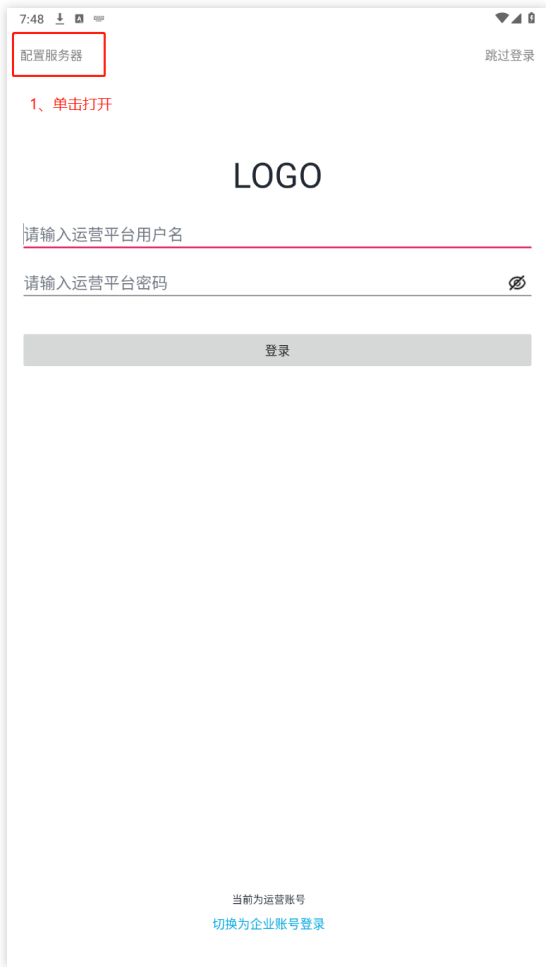 7:48
配置服务器
跳过登录
1、单击打开
LOGO
请输入运营平台用户名
请输入运营平台密码
登录
当前为运营账号
切换为企业账号登录